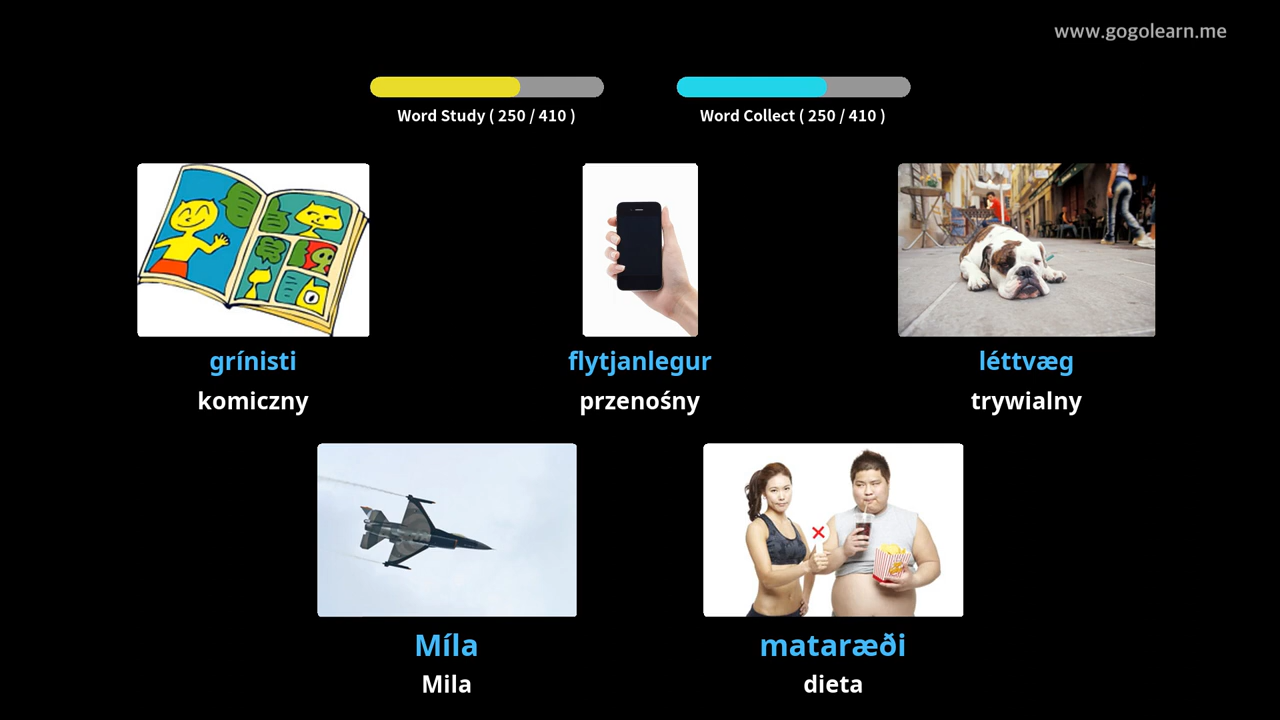 www.gogolearn.me
Word Study ( 250 / 410 )
Word Collect ( 250 / 410 )
grínisti
flytjanlegur
léttvæg
komiczny
przenośny
trywialny
Míla
mataræði
Mila
dieta